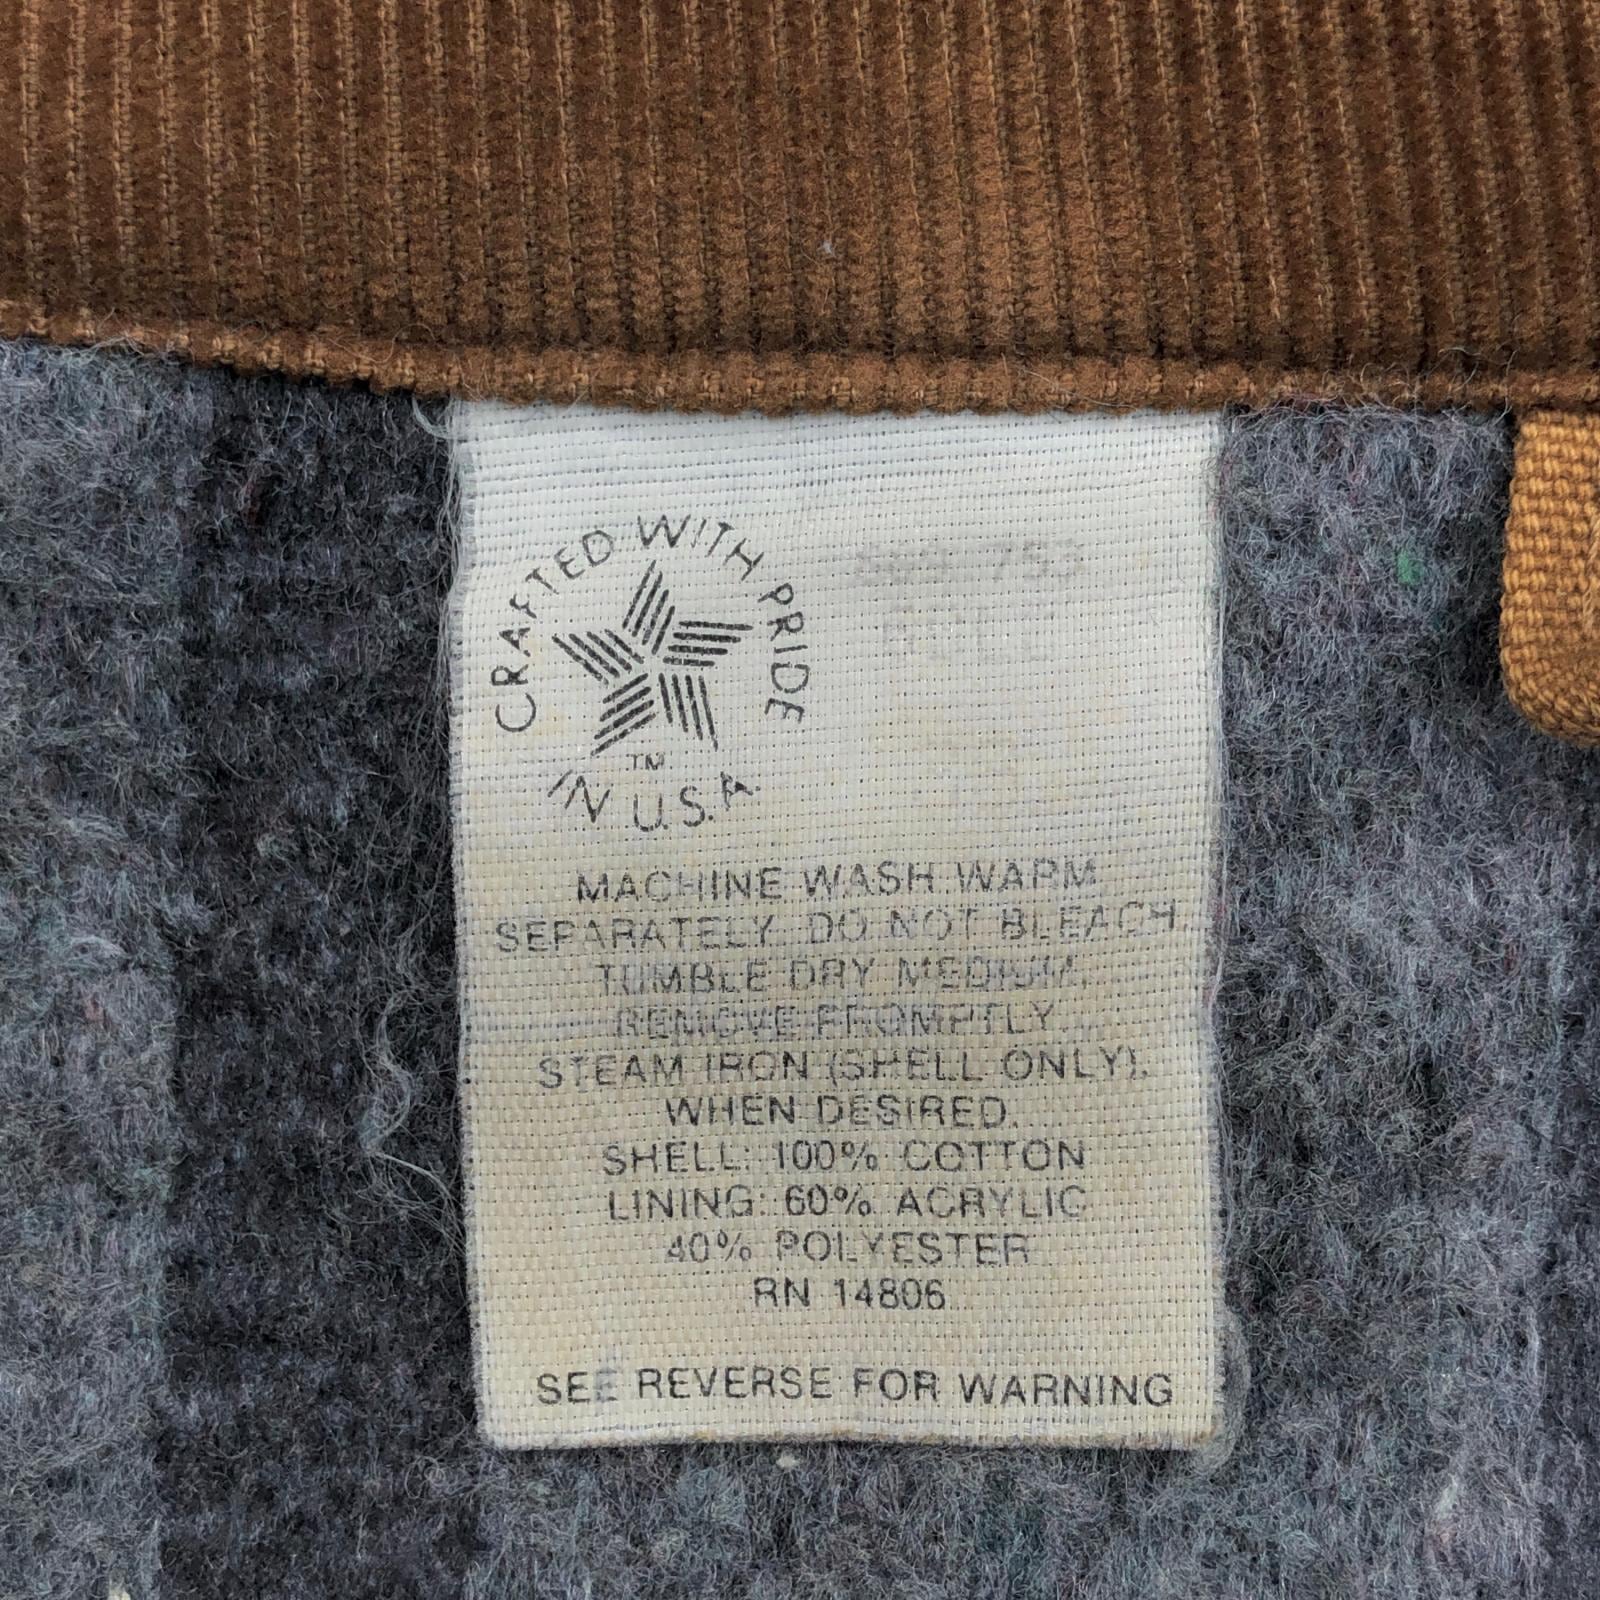 CRAFTED WITH PRIDE
TM
IN U.S.A.
753
MACHINE WASH WARM
SEPARATELY. DO NOT BLEACH.
TUMBLE DRY MEDIUM.
REMOVE PROMPTLY.
STEAM IRON (SHELL ONLY).
WHEN DESIRED.
SHELL: 100% COTTON
LINING: 60% ACRYLIC
40% POLYESTER
RN 14806
SEE REVERSE FOR WARNING